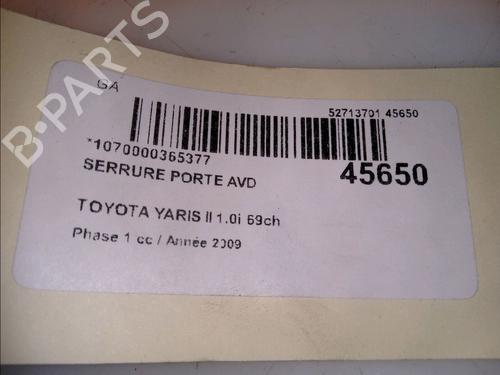 B-PARTS
GA
52713701 45650
*1070000365377
45650
SERRURE PORTE AVD
TOYOTA YARIS II 1.0i 69ch
Phase 1 cc / Année 2009